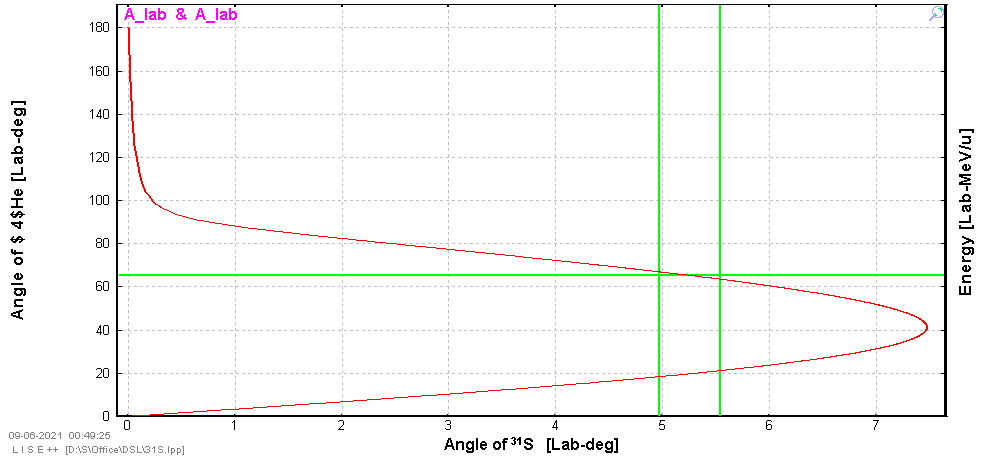 A_lab & A_lab
180
160
140
120
100
80
60
40
20
0
Angle of $ 4$He [Lab-deg]
Energy [Lab-MeV/u]
0 1 2 3 4 5 6 7
Angle of ³¹S [Lab-deg]
09-06-2021 00:49:25
L I S E ++ [D:\S\Office\DSL\31S.lpp]